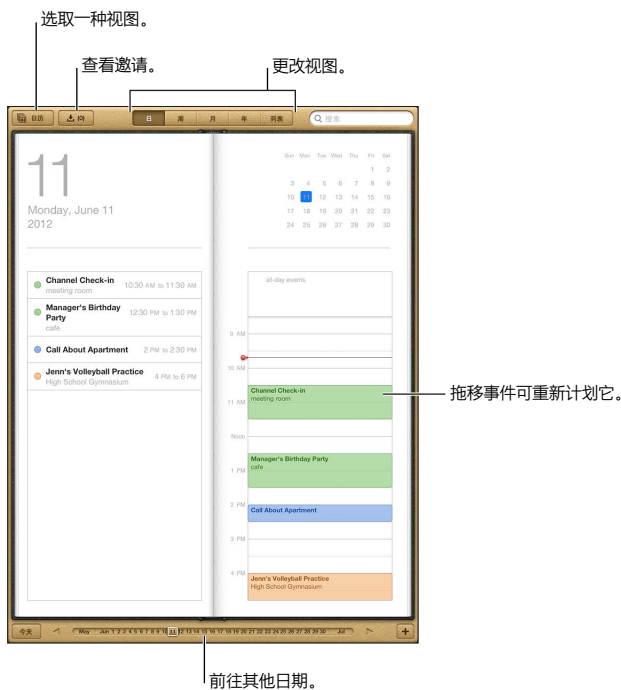 选取一种视图。
查看邀请。
更改视图。
日历 (0) 日 周 月 年 列表 搜索
11
Monday, June 11
2012
Sun Mon Tue Wed Thu Fri Sat
1 2
3 4 5 6 7 8 9
10 11 12 13 14 15 16
17 18 19 20 21 22 23
24 25 26 27 28 29 30
Channel Check-in 10:30 AM to 11:30 AM
meeting room
Manager's Birthday Party 12:30 PM to 1:30 PM
cafe
Call About Apartment 2 PM to 2:30 PM
Jenn's Volleyball Practice 4 PM to 6 PM
High School Gymnasium
all-day events
9 AM
10 AM
Channel Check-in
meeting room
11 AM
Noon
Manager's Birthday Party
cafe
1 PM
2 PM
Call About Apartment
3 PM
4 PM
Jenn's Volleyball Practice
High School Gymnasium
拖移事件可重新计划它。
今天 May Jun 1 2 3 4 5 6 7 8 9 10 11 12 13 14 15 16 17 18 19 20 21 22 23 24 25 26 27 28 29 30 Jul +
前往其他日期。